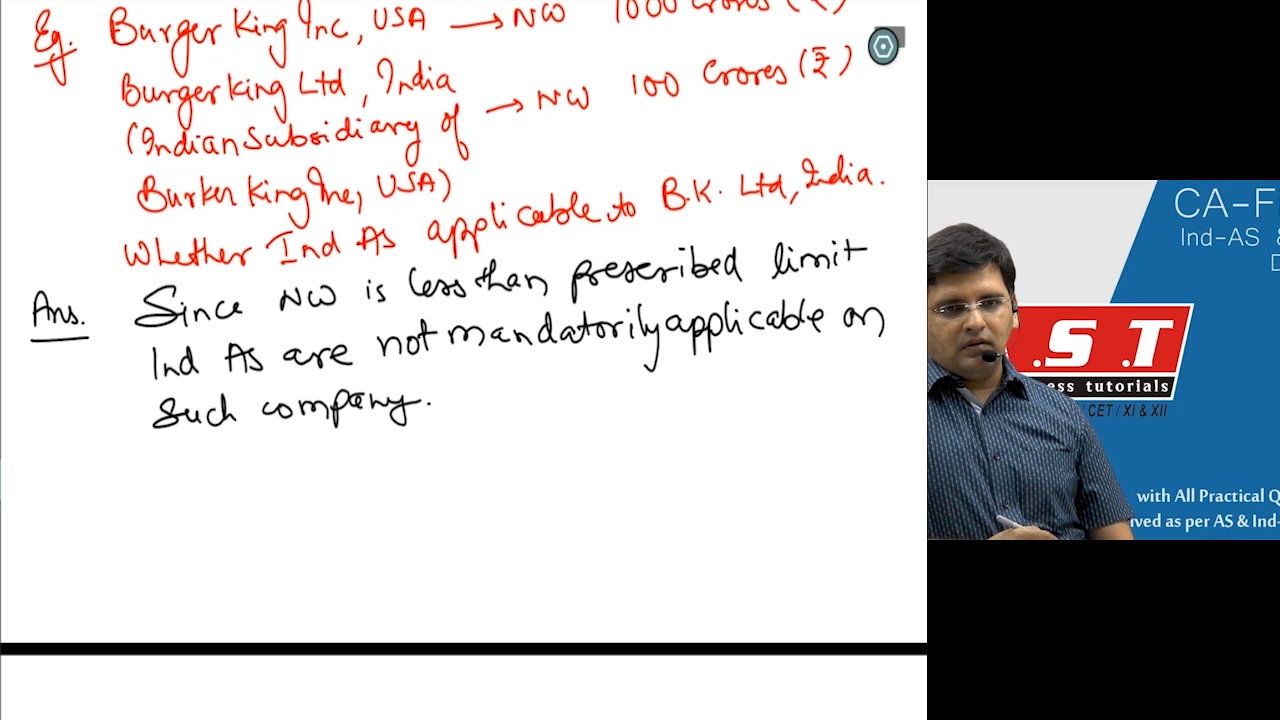 Eg. Burger King Inc, USA → NW 1000 Crores (₹)
Burger King Ltd, India
(Indian Subsidiary of → NW 100 Crores (₹)
Burker King Inc, USA)
Whether Ind AS applicable to B.K. Ltd, India.
Ans. Since NW is less than prescribed limit
Ind AS are not mandatorily applicable on
such company.
CA-F
Ind-AS &
D
.S .T
ess tutorials
/ CET / XI & XII
with All Practical Q
ived as per AS & Ind-